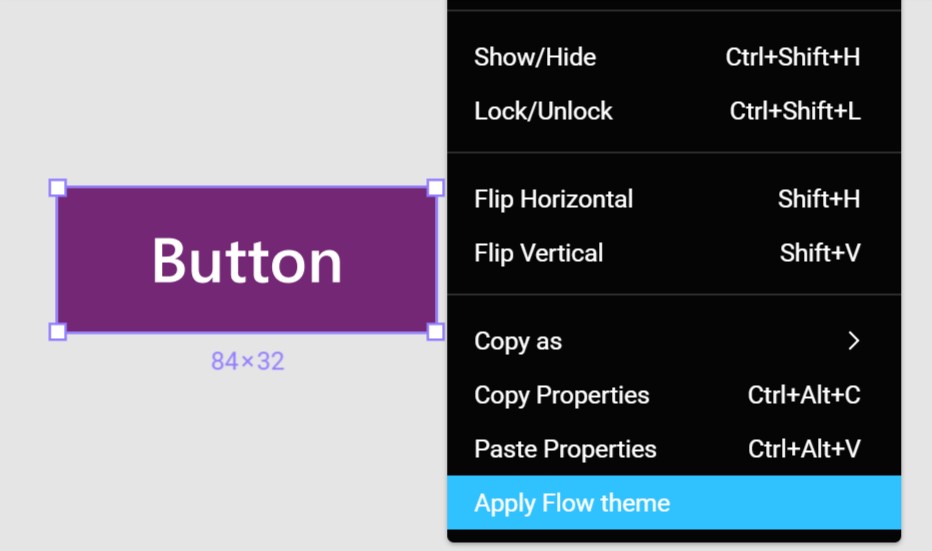 Show/Hide Ctrl+Shift+H
Lock/Unlock Ctrl+Shift+L
Flip Horizontal Shift+H
Flip Vertical Shift+V
Button
84×32
Copy as
Copy Properties Ctrl+Alt+C
Paste Properties Ctrl+Alt+V
Apply Flow theme